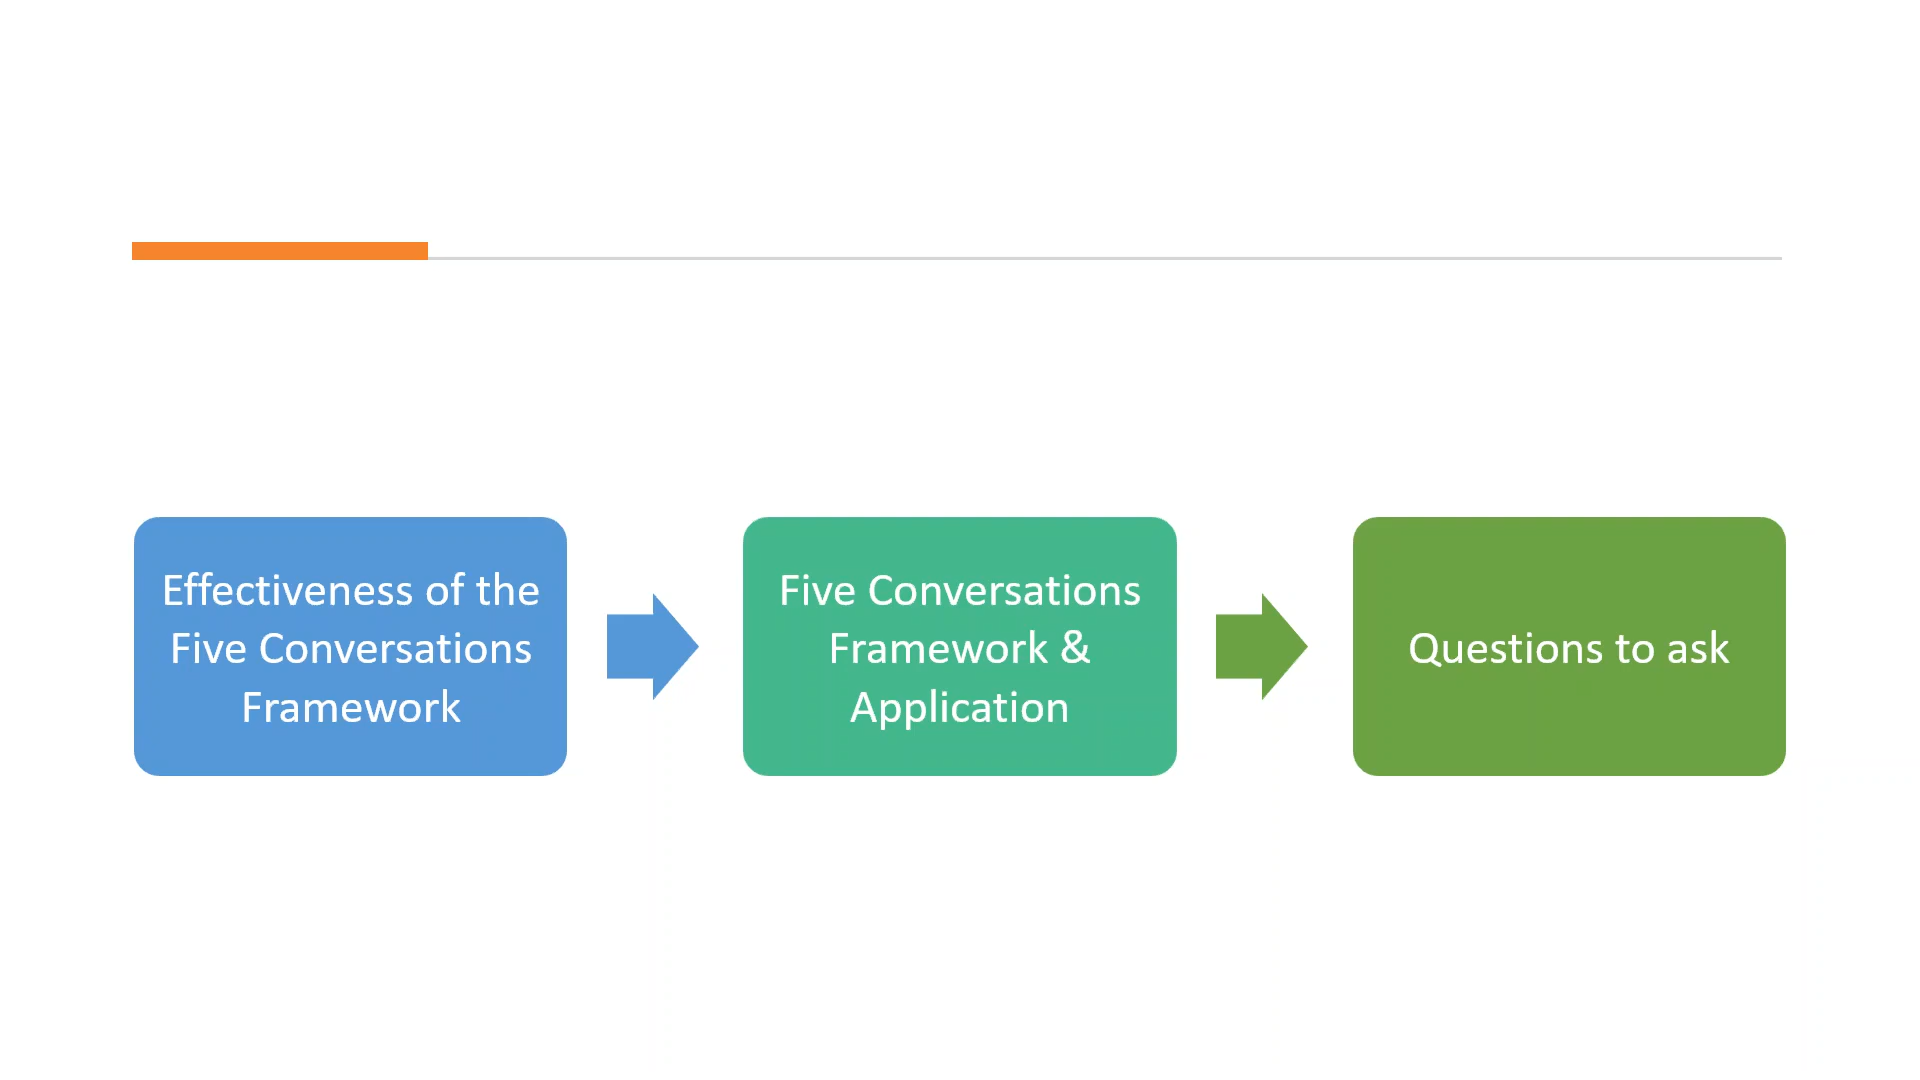 Effectiveness of the
Five Conversations
Framework
Five Conversations
Framework &
Application
Questions to ask